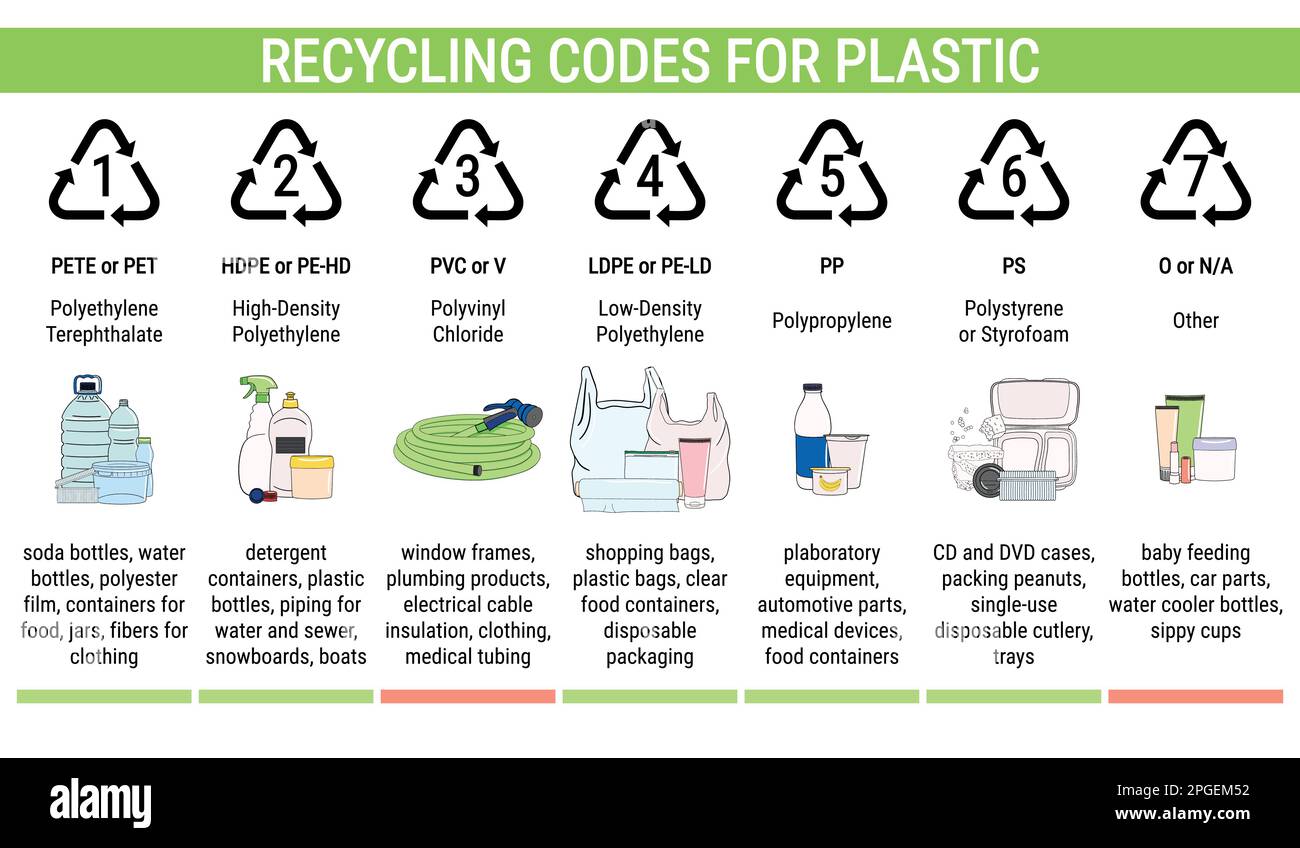 RECYCLING CODES FOR PLASTIC
1
2
3
4
5
6
7
PETE or PET
HDPE or PE-HD
PVC or V
LDPE or PE-LD
PP
PS
O or N/A
Polyethylene
Terephthalate
High-Density
Polyethylene
Polyvinyl
Chloride
Low-Density
Polyethylene
Polypropylene
Polystyrene
or Styrofoam
Other
soda bottles, water
bottles, polyester
film, containers for
food, jars, fibers for
clothing
detergent
containers, plastic
bottles, piping for
water and sewer,
snowboards, boats
window frames,
plumbing products,
electrical cable
insulation, clothing,
medical tubing
shopping bags,
plastic bags, clear
food containers,
disposable
packaging
plaboratory
equipment,
automotive parts,
medical devices,
food containers
CD and DVD cases,
packing peanuts,
single-use
disposable cutlery,
trays
baby feeding
bottles, car parts,
water cooler bottles,
sippy cups
a
alamy
Image ID: 2PGEM52
www.alamy.com